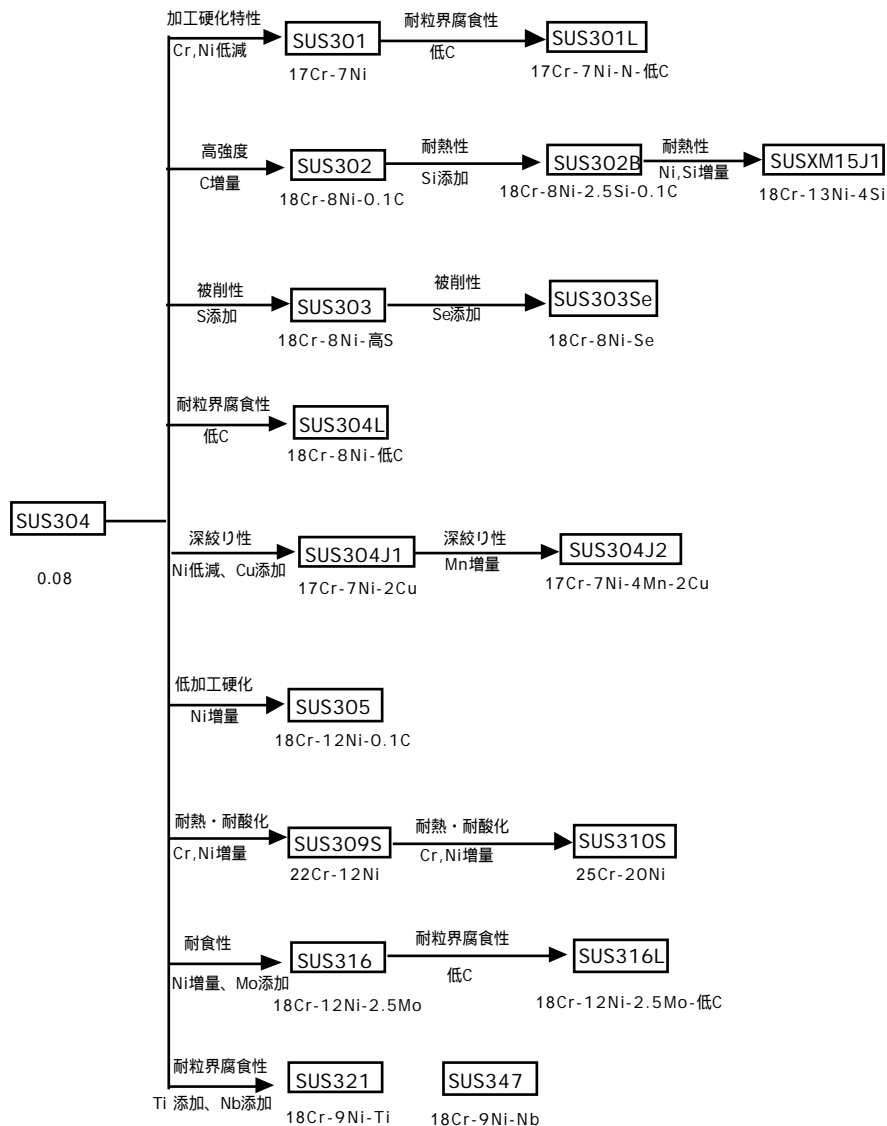 加工硬化特性
Cr,Ni低減
SUS301
17Cr-7Ni
耐粒界腐食性
低C
SUS301L
17Cr-7Ni-N-低C
高強度
C増量
SUS302
18Cr-8Ni-0.1C
耐熱性
Si添加
SUS302B
18Cr-8Ni-2.5Si-0.1C
耐熱性
Ni,Si増量
SUSXM15J1
18Cr-13Ni-4Si
被削性
S添加
SUS303
18Cr-8Ni-高S
被削性
Se添加
SUS303Se
18Cr-8Ni-Se
耐粒界腐食性
低C
SUS304L
18Cr-8Ni-低C
SUS304
0.08
深絞り性
Ni低減、Cu添加
SUS304J1
17Cr-7Ni-2Cu
深絞り性
Mn増量
SUS304J2
17Cr-7Ni-4Mn-2Cu
低加工硬化
Ni増量
SUS305
18Cr-12Ni-0.1C
耐熱・耐酸化
Cr,Ni増量
SUS309S
22Cr-12Ni
耐熱・耐酸化
Cr,Ni増量
SUS310S
25Cr-20Ni
耐食性
Ni増量、Mo添加
SUS316
18Cr-12Ni-2.5Mo
耐粒界腐食性
低C
SUS316L
18Cr-12Ni-2.5Mo-低C
耐粒界腐食性
Ti 添加、Nb添加
SUS321
18Cr-9Ni-Ti
SUS347
18Cr-9Ni-Nb